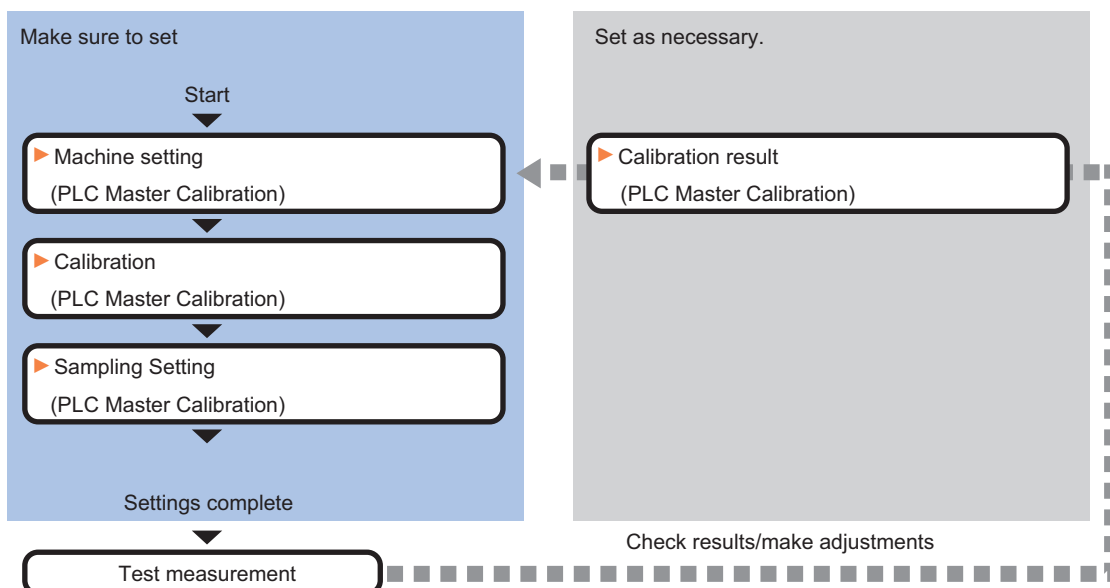 Make sure to set
Start
Machine setting
(PLC Master Calibration)
Calibration
(PLC Master Calibration)
Sampling Setting
(PLC Master Calibration)
Settings complete
Test measurement
Set as necessary.
Calibration result
(PLC Master Calibration)
Check results/make adjustments